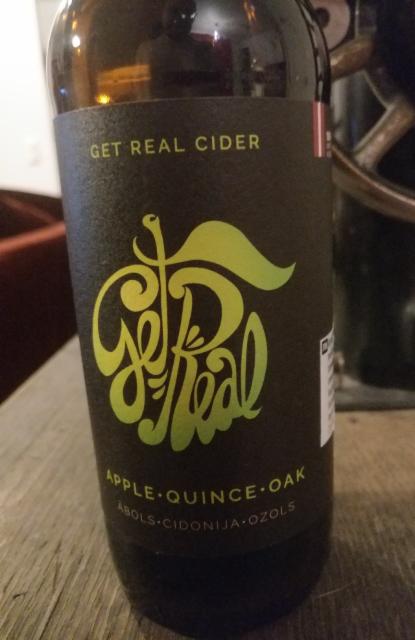 GET REAL CIDER
Get Real
APPLE•QUINCE•OAK
ĀBOLS•CIDONIJA•OZOLS